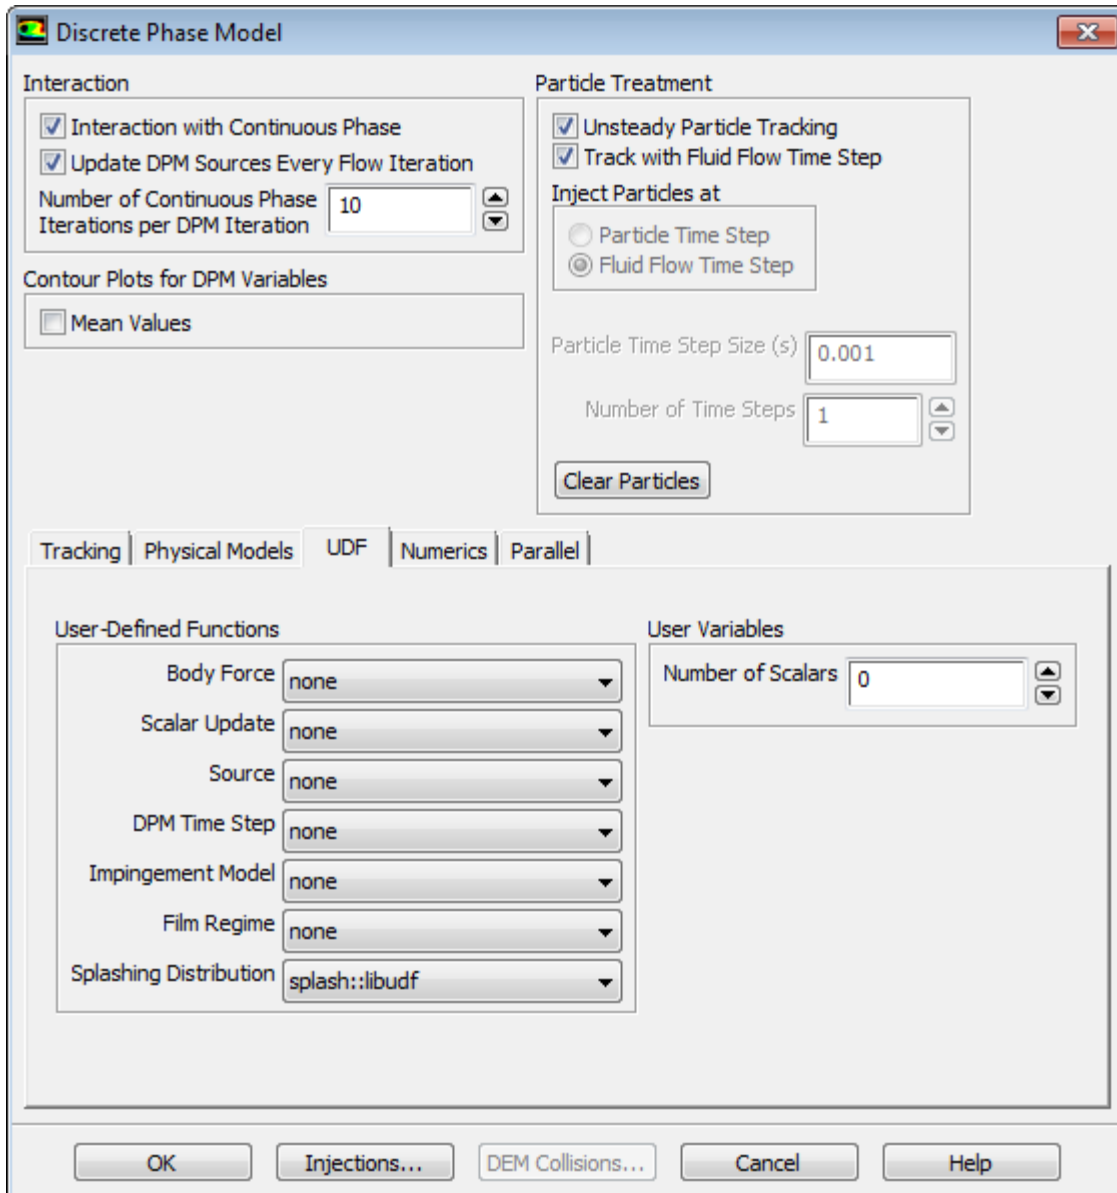 Discrete Phase Model
Interaction
Interaction with Continuous Phase
Update DPM Sources Every Flow Iteration
Number of Continuous Phase
Iterations per DPM Iteration
10
Contour Plots for DPM Variables
Mean Values
Particle Treatment
Unsteady Particle Tracking
Track with Fluid Flow Time Step
Inject Particles at
Particle Time Step
Fluid Flow Time Step
Particle Time Step Size (s) 0.001
Number of Time Steps 1
Clear Particles
Tracking Physical Models UDF Numerics Parallel
User-Defined Functions
Body Force none
Scalar Update none
Source none
DPM Time Step none
Impingement Model none
Film Regime none
Splashing Distribution splash::libudf
User Variables
Number of Scalars 0
OK Injections... DEM Collisions... Cancel Help